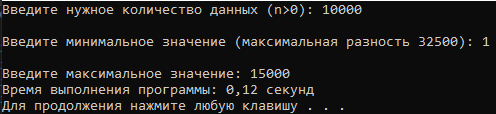 Введите нужное количество данных (n>0): 10000
Введите минимальное значение (максимальная разность 32500): 1
Введите максимальное значение: 15000
Время выполнения программы: 0,12 секунд
Для продолжения нажмите любую клавишу . . .